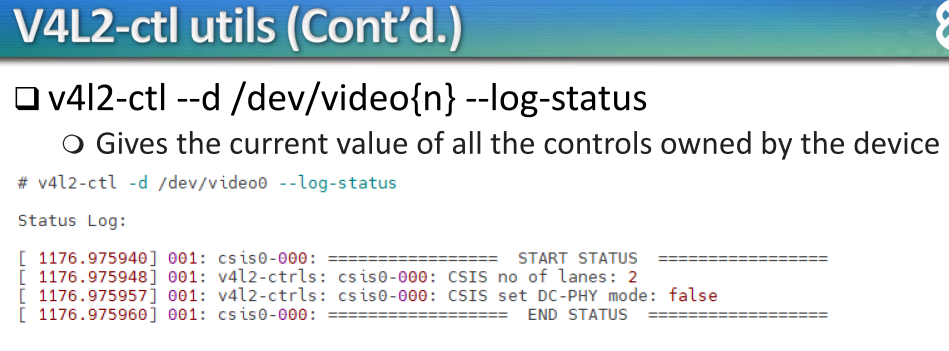 V4L2-ctl utils (Cont’d.)
v4l2-ctl --d /dev/video{n} --log-status
Gives the current value of all the controls owned by the device
# v4l2-ctl -d /dev/video0 --log-status
Status Log:
[ 1176.975940] 001: csis0-000: ================= START STATUS =================
[ 1176.975948] 001: v4l2-ctrls: csis0-000: CSIS no of lanes: 2
[ 1176.975957] 001: v4l2-ctrls: csis0-000: CSIS set DC-PHY mode: false
[ 1176.975960] 001: csis0-000: ================== END STATUS ==================